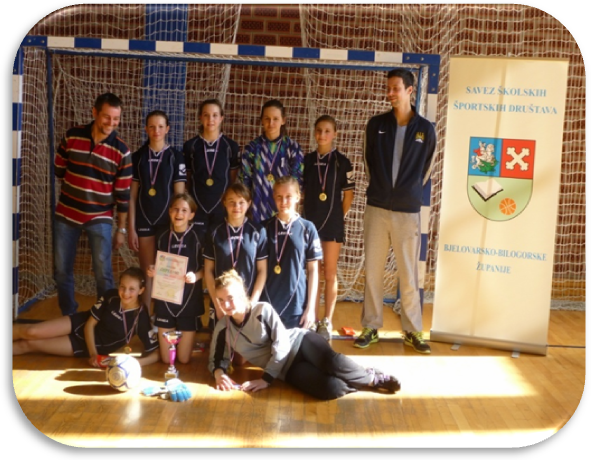 SAVEZ ŠKOLSKIH
ŠPORTSKIH DRUŠTAVA
BJELOVARSKO-BILOGORSKE
ŽUPANIJE